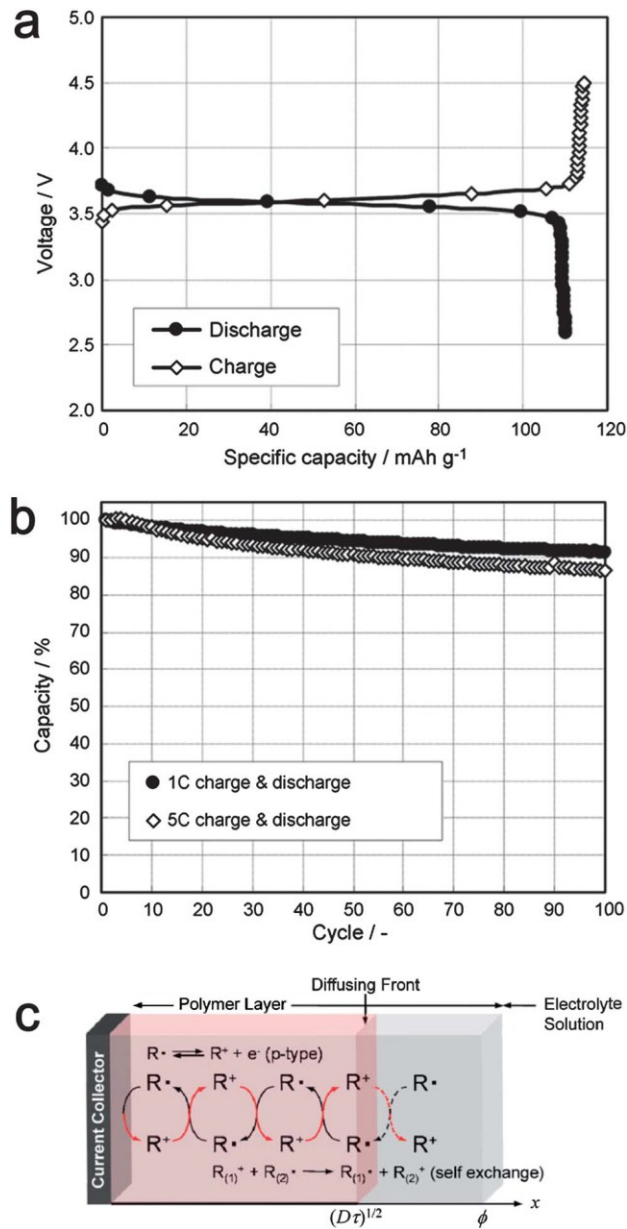 a
5.0
4.5
4.0
3.5
3.0
2.5
2.0
Voltage / V
Discharge
Charge
0 20 40 60 80 100 120
Specific capacity / mAh g⁻¹
b
100
90
80
70
60
50
40
30
20
10
0
Capacity / %
1C charge & discharge
5C charge & discharge
0 10 20 30 40 50 60 70 80 90 100
Cycle / -
c
Diffusing Front
Polymer Layer
Electrolyte
Solution
Current Collector
R• ⇌ R⁺ + e⁻ (p-type)
R• R⁺ R• R⁺ R•
R⁺ R• R⁺ R• R⁺
R₍₁₎⁺ + R₍₂₎• → R₍₁₎• + R₍₂₎⁺ (self exchange)
(Dτ)^1/2 ϕ x